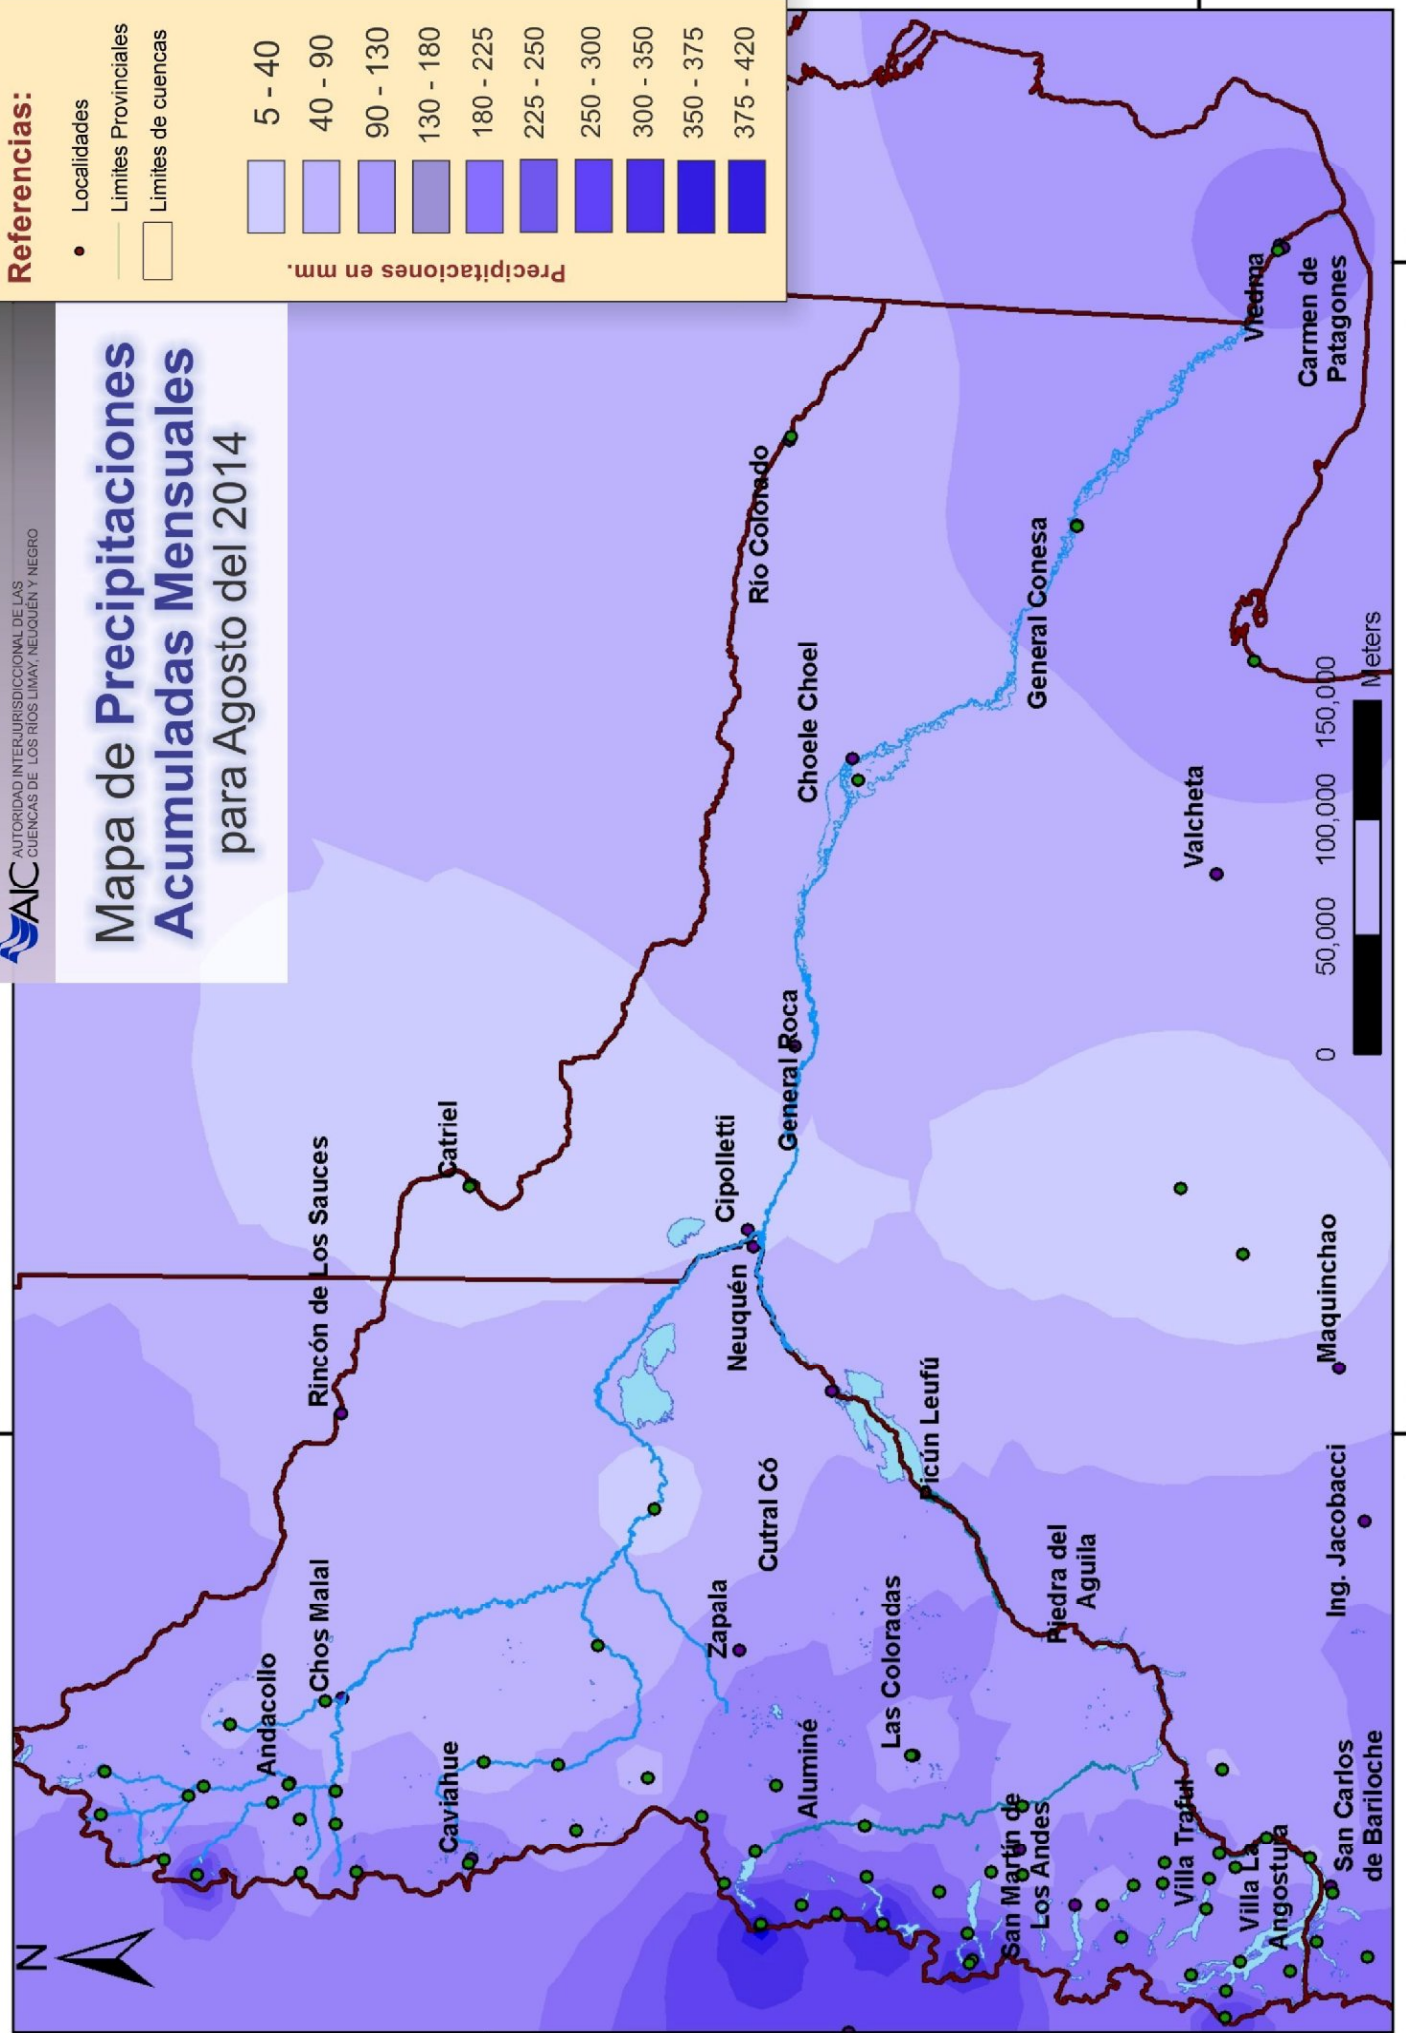 AIC
AUTORIDAD INTERJURISDICCIONAL DE LAS
CUENCAS DE LOS RÍOS LIMAY, NEUQUÉN Y NEGRO
Mapa de Precipitaciones
Acumuladas Mensuales
para Agosto del 2014
Referencias:
Localidades
Limites Provinciales
Limites de cuencas
Precipitaciones en mm.
5 - 40
40 - 90
90 - 130
130 - 180
180 - 225
225 - 250
250 - 300
300 - 350
350 - 375
375 - 420
N
Andacollo
Chos Malal
Rincón de Los Sauces
Catriel
Caviahue
Zapala
Cutral Có
Neuquén
Cipolletti
General Roca
Choele Choel
Río Colorado
Aluminé
Las Coloradas
Picún Leufú
General Conesa
San Martín de
Los Andes
Piedra del
Aguila
Villa Traful
Villa La
Angostura
Valcheta
Viedma
Carmen de
Patagones
San Carlos
de Bariloche
Ing. Jacobacci
Maquinchao
0 50,000 100,000 150,000
Meters